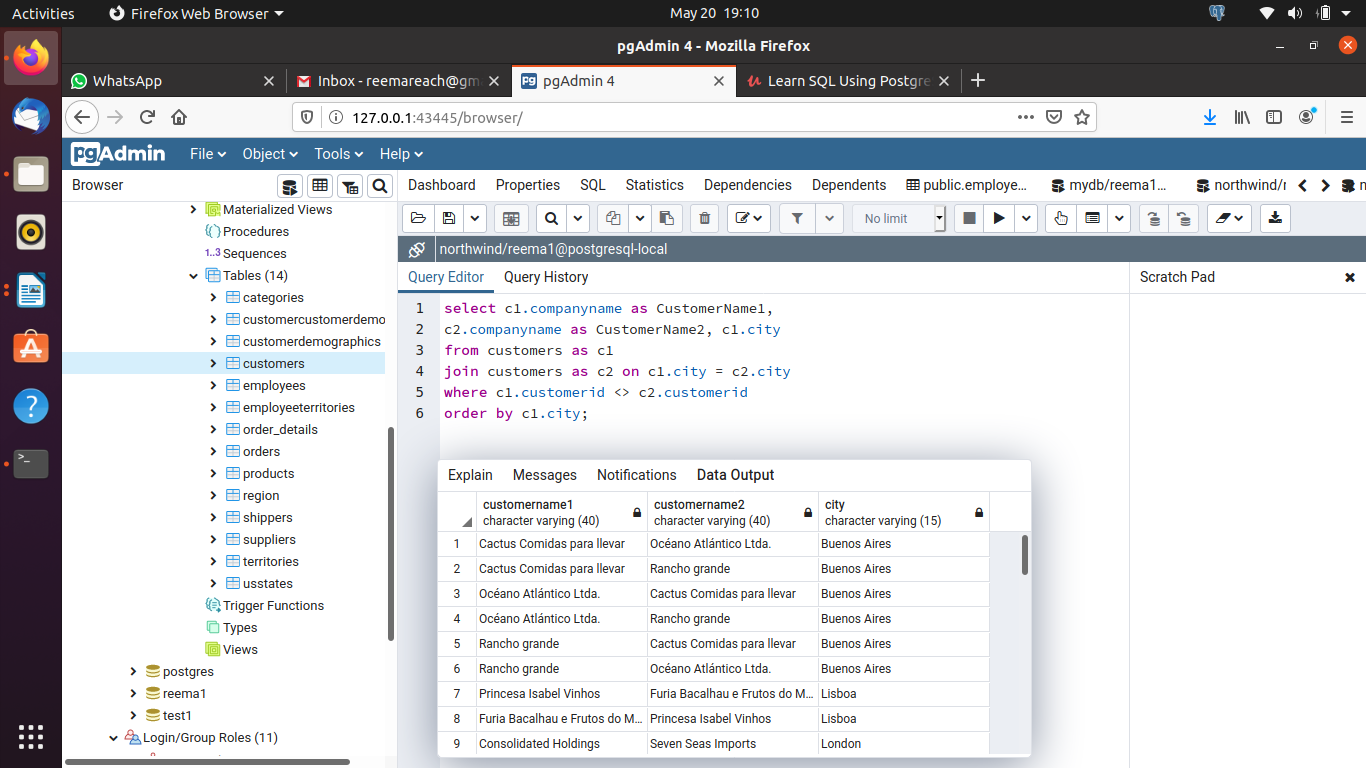 Activities Firefox Web Browser May 20 19:10
pgAdmin 4 - Mozilla Firefox
WhatsApp Inbox - reemareach@gm pgAdmin 4 Learn SQL Using Postgre
127.0.0.1:43445/browser/
pgAdmin File Object Tools Help
Browser Dashboard Properties SQL Statistics Dependencies Dependents public.employe... mydb/reema1... northwind/r
No limit
northwind/reema1@postgresql-local
Query Editor Query History Scratch Pad
Materialized Views
Procedures
1..3 Sequences
Tables (14)
categories
customercustomerdemo
customerdemographics
customers
employees
employeeterritories
order_details
orders
products
region
shippers
suppliers
territories
usstates
Trigger Functions
Types
Views
postgres
reema1
test1
Login/Group Roles (11)
1 select c1.companyname as CustomerName1,
2 c2.companyname as CustomerName2, c1.city
3 from customers as c1
4 join customers as c2 on c1.city = c2.city
5 where c1.customerid <> c2.customerid
6 order by c1.city;
Explain Messages Notifications Data Output
customername1 customername2 city
character varying (40) character varying (40) character varying (15)
1 Cactus Comidas para llevar Océano Atlántico Ltda. Buenos Aires
2 Cactus Comidas para llevar Rancho grande Buenos Aires
3 Océano Atlántico Ltda. Cactus Comidas para llevar Buenos Aires
4 Océano Atlántico Ltda. Rancho grande Buenos Aires
5 Rancho grande Cactus Comidas para llevar Buenos Aires
6 Rancho grande Océano Atlántico Ltda. Buenos Aires
7 Princesa Isabel Vinhos Furia Bacalhau e Frutos do M... Lisboa
8 Furia Bacalhau e Frutos do M... Princesa Isabel Vinhos Lisboa
9 Consolidated Holdings Seven Seas Imports London